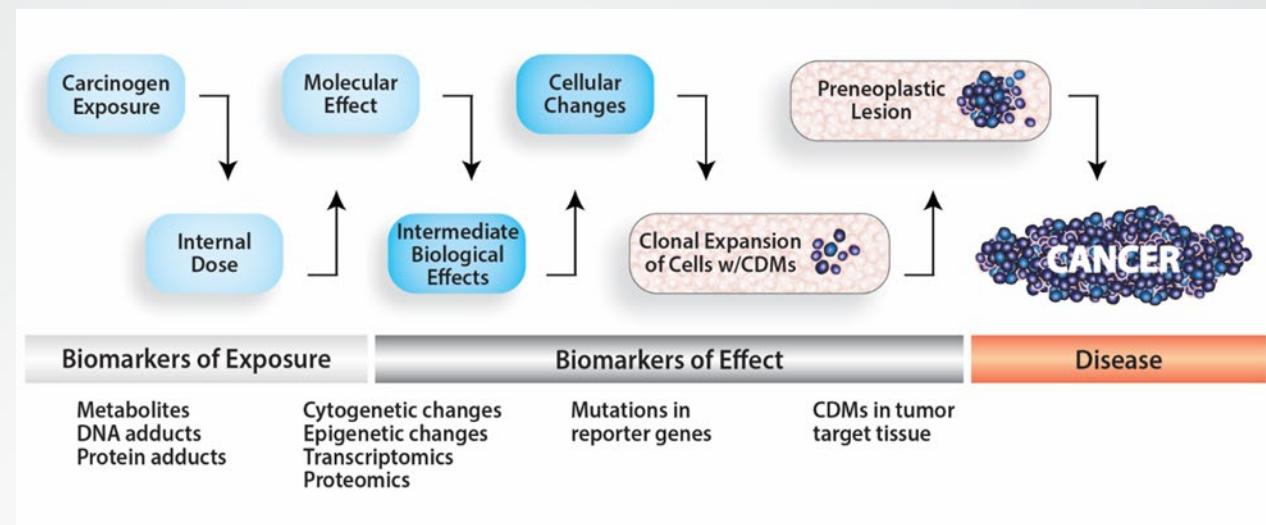 Carcinogen
Exposure
Molecular
Effect
Cellular
Changes
Preneoplastic
Lesion
Internal
Dose
Intermediate
Biological
Effects
Clonal Expansion
of Cells w/CDMs
CANCER
Biomarkers of Exposure
Biomarkers of Effect
Disease
Metabolites
DNA adducts
Protein adducts
Cytogenetic changes
Epigenetic changes
Transcriptomics
Proteomics
Mutations in
reporter genes
CDMs in tumor
target tissue